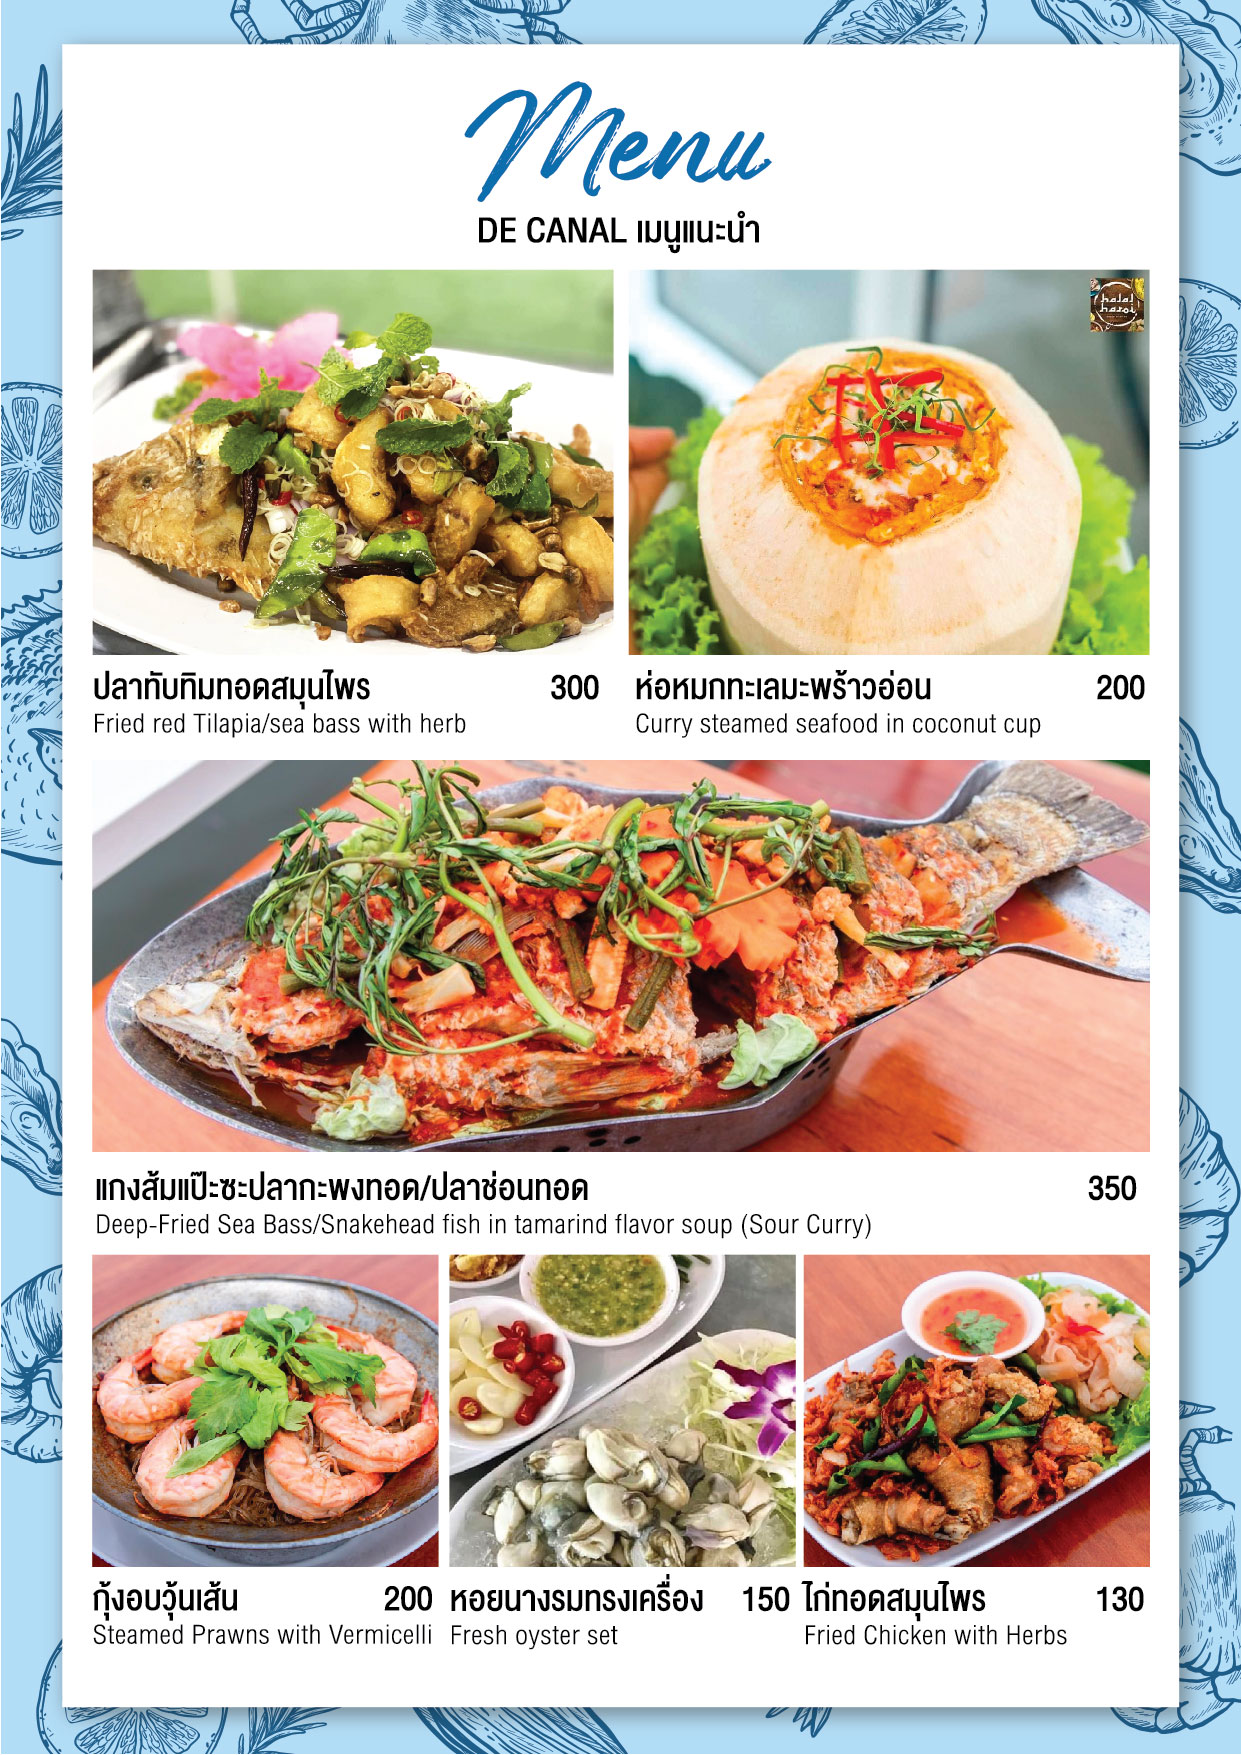 Menu
DE CANAL เมนูแนะนำ
halal
haroi
ปลาทับทิมทอดสมุนไพร 300
Fried red Tilapia/sea bass with herb
ห่อหมกทะเลมะพร้าวอ่อน 200
Curry steamed seafood in coconut cup
แกงส้มแป๊ะซะปลากะพงทอด/ปลาช่อนทอด 350
Deep-Fried Sea Bass/Snakehead fish in tamarind flavor soup (Sour Curry)
กุ้งอบวุ้นเส้น 200
Steamed Prawns with Vermicelli
หอยนางรมทรงเครื่อง 150
Fresh oyster set
ไก่ทอดสมุนไพร 130
Fried Chicken with Herbs